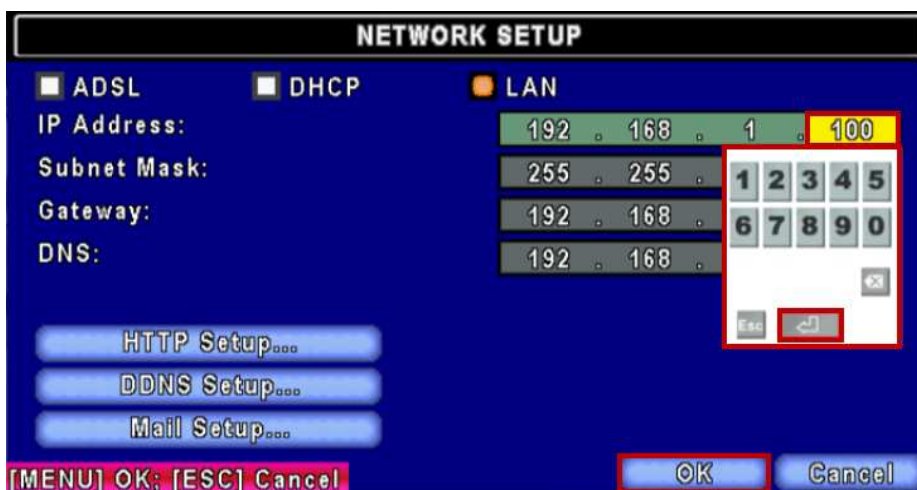 NETWORK SETUP
ADSL DHCP LAN
IP Address: 192 . 168 . 1 . 100
Subnet Mask: 255 . 255 .
Gateway: 192 . 168 .
DNS: 192 . 168 .
1 2 3 4 5
6 7 8 9 0
Esc
HTTP Setup...
DDNS Setup...
Mail Setup...
[MENU] OK; [ESC] Cancel
OK Cancel